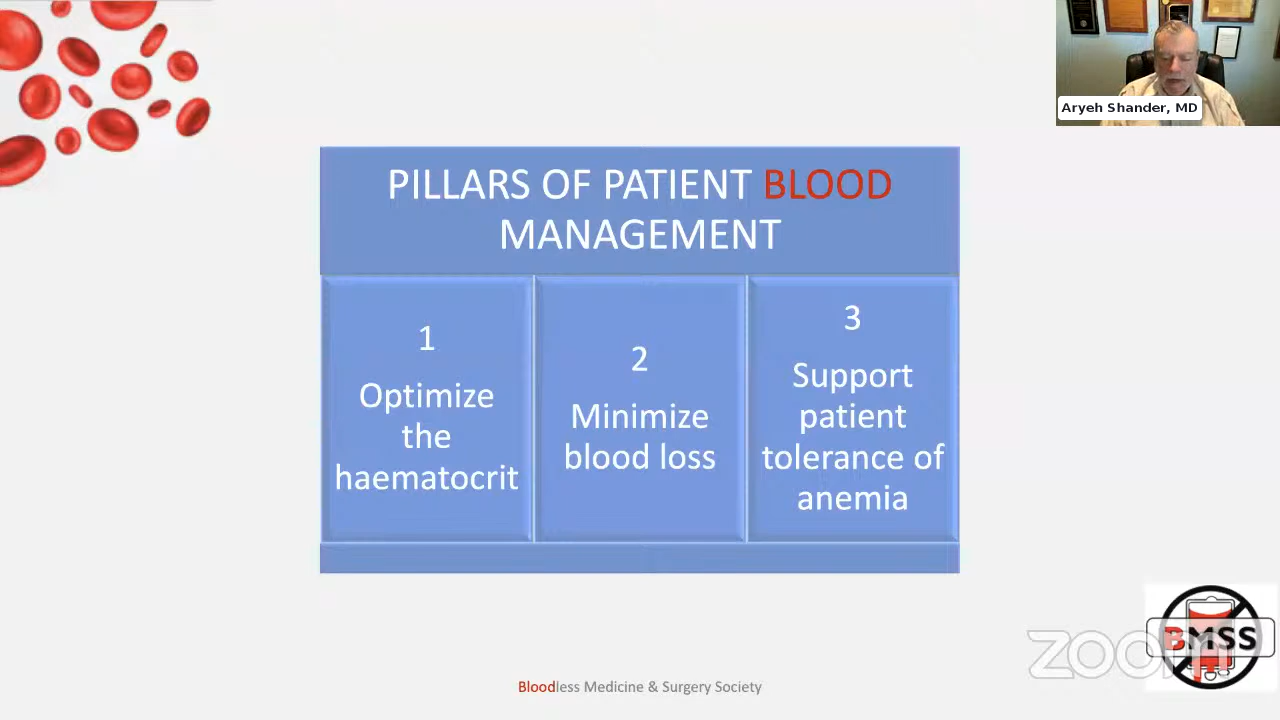 Aryeh Shander, MD
PILLARS OF PATIENT BLOOD
MANAGEMENT
1
Optimize
the
haematocrit
2
Minimize
blood loss
3
Support
patient
tolerance of
anemia
BMSS
zoom
Bloodless Medicine & Surgery Society